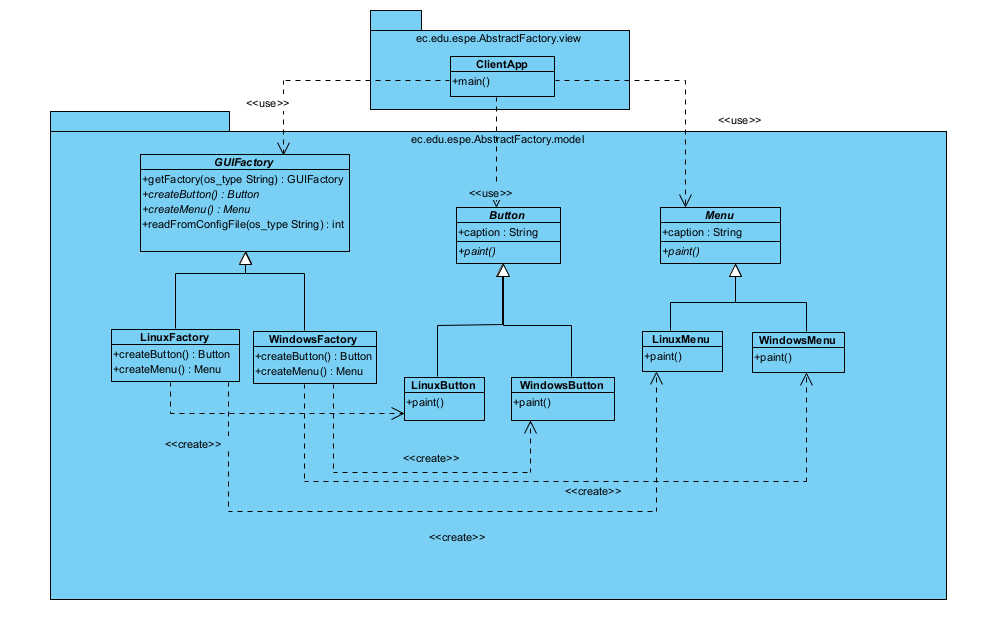 ec.edu.espe.AbstractFactory.view
ClientApp
+main()
<<use>>
<<use>>
ec.edu.espe.AbstractFactory.model
GUIFactory
+getFactory(os_type String) : GUIFactory
+createButton() : Button
+createMenu() : Menu
+readFromConfigFile(os_type String) : int
<<use>>
Button
+caption : String
+paint()
Menu
+caption : String
+paint()
LinuxFactory
+createButton() : Button
+createMenu() : Menu
WindowsFactory
+createButton() : Button
+createMenu() : Menu
LinuxButton
+paint()
WindowsButton
+paint()
LinuxMenu
+paint()
WindowsMenu
+paint()
<<create>>
<<create>>
<<create>>
<<create>>